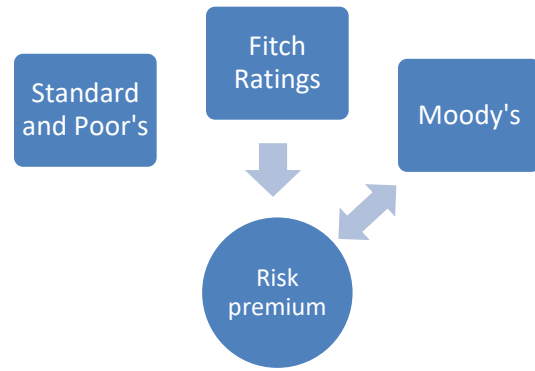 Standard
and Poor's
Fitch
Ratings
Moody's
Risk
premium